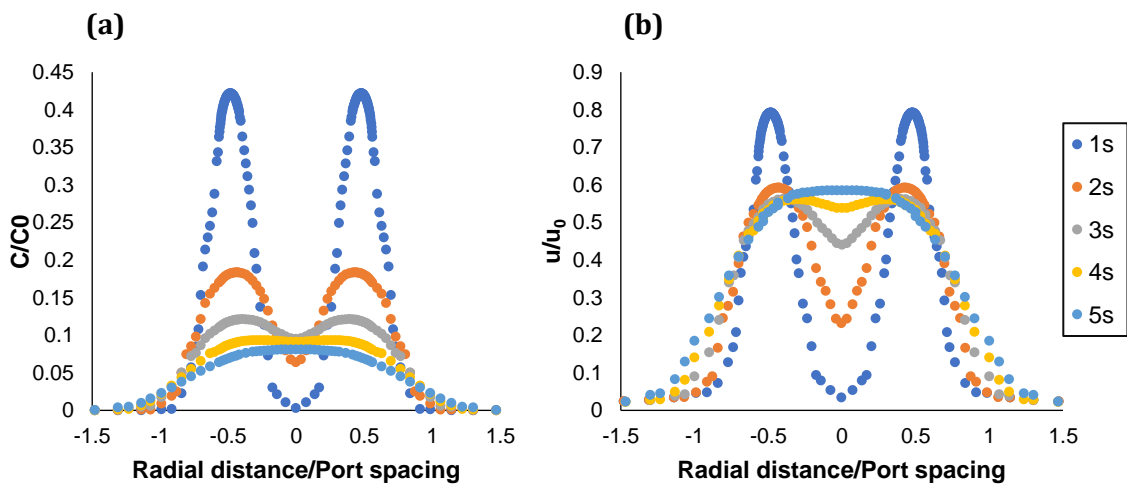 (a)
C/C0
0.45
0.4
0.35
0.3
0.25
0.2
0.15
0.1
0.05
0
-1.5 -1 -0.5 0 0.5 1 1.5
Radial distance/Port spacing
(b)
u/u0
0.9
0.8
0.7
0.6
0.5
0.4
0.3
0.2
0.1
0
-1.5 -1 -0.5 0 0.5 1 1.5
Radial distance/Port spacing
1s
2s
3s
4s
5s